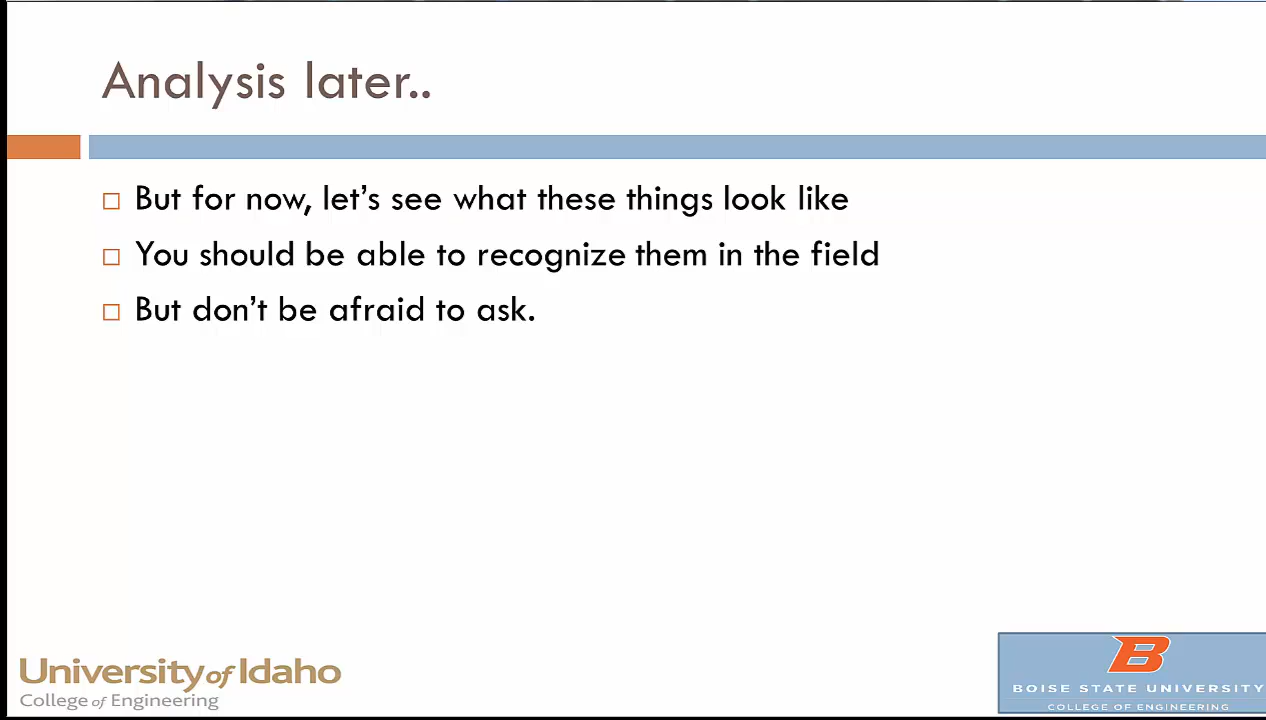 Analysis later..
But for now, let’s see what these things look like
You should be able to recognize them in the field
But don’t be afraid to ask.
University of Idaho
College of Engineering
B
BOISE STATE UNIVERSITY
COLLEGE OF ENGINEERING